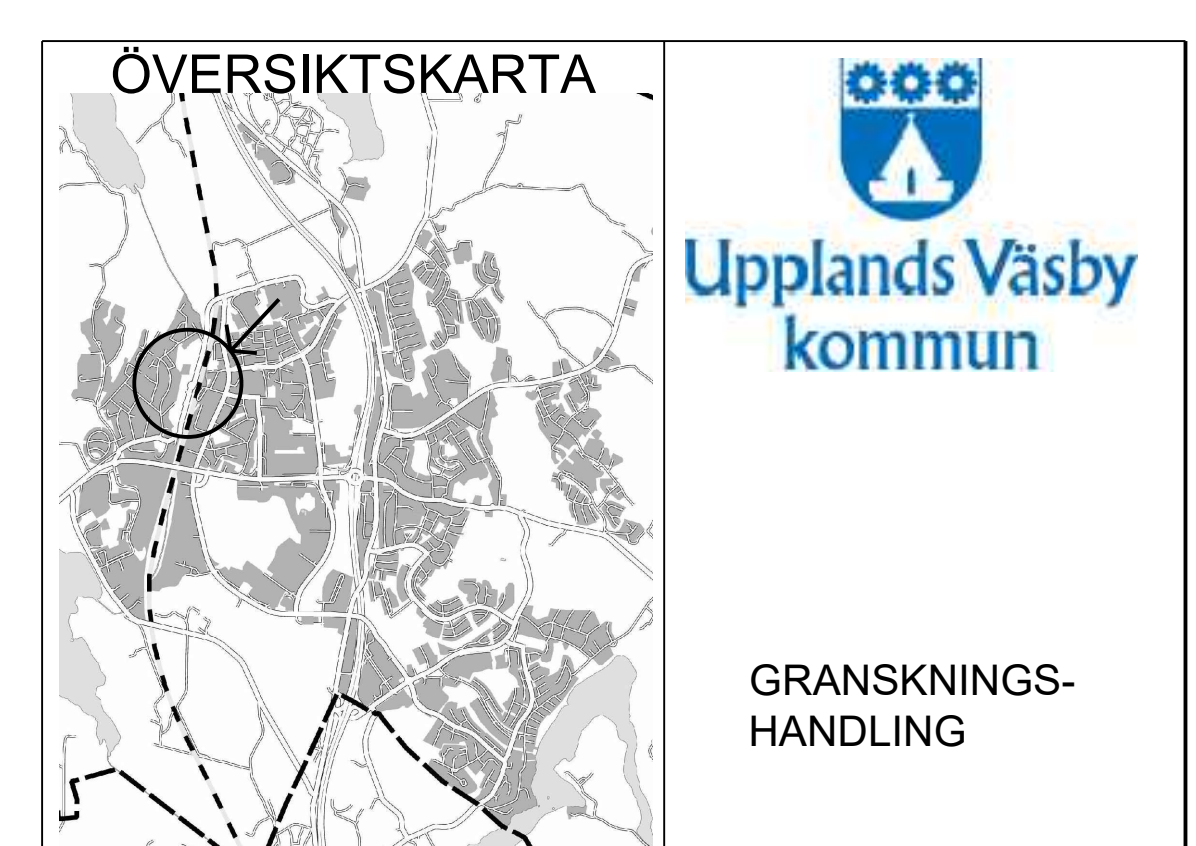 ÖVERSIKTSKARTA
Upplands Väsby
kommun
GRANSKNINGS-
HANDLING